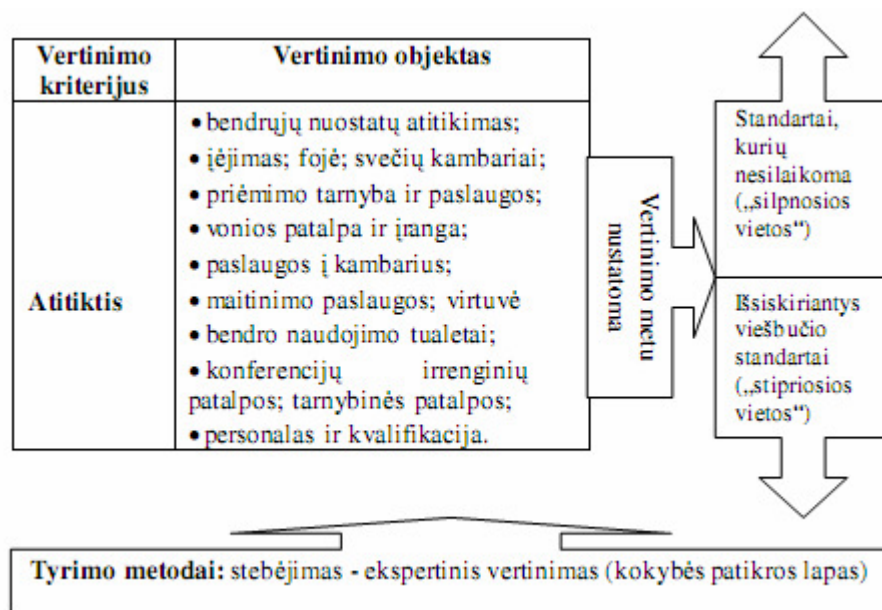 Vertinimo
kriterijus
Vertinimo objektas
Atitiktis
• bendrųjų nuostatų atitikimas;
• įėjimas; fojė; svečių kambariai;
• priėmimo tarnyba ir paslaugos;
• vonios patalpa ir įranga;
• paslaugos į kambarius;
• maitinimo paslaugos; virtuvė
• bendro naudojimo tualetai;
• konferencijų irrenginių
patalpos; tarnybinės patalpos;
• personalas ir kvalifikacija.
Vertinimo metu
nustatoma
Standartai,
kurių
nesilaikoma
(„silpnosios
vietos“)
Išsiskiriantys
viešbučio
standartai
(„stipriosios
vietos“)
Tyrimo metodai: stebėjimas - ekspertinis vertinimas (kokybės patikros lapas)